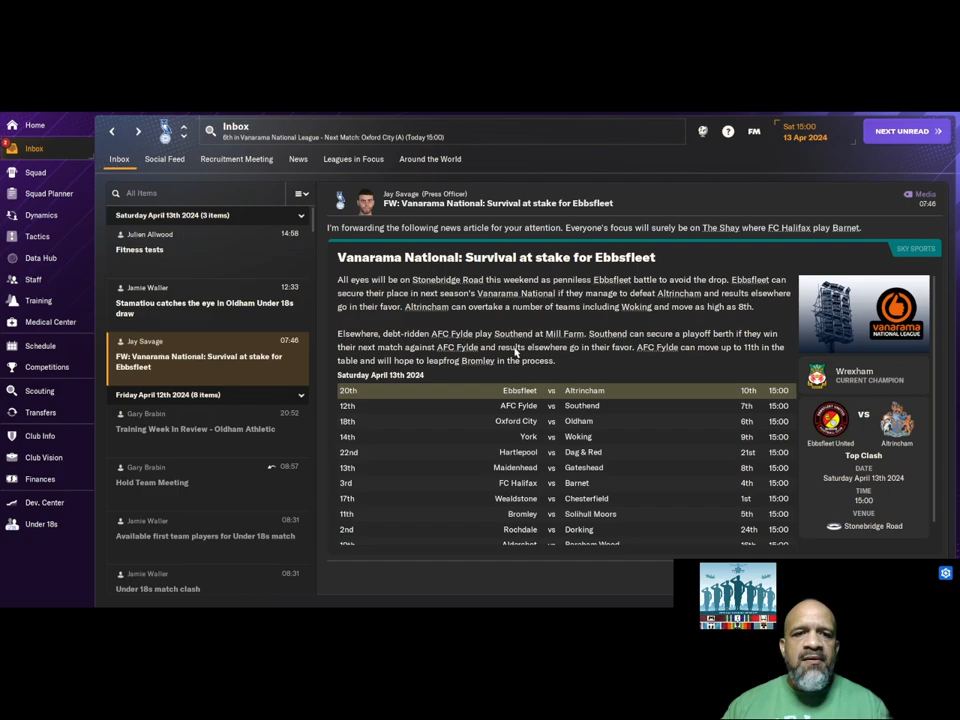 Home
2
Inbox
Squad
Squad Planner
Dynamics
Tactics
Data Hub
Staff
Training
Medical Center
Schedule
Competitions
Scouting
Transfers
Club Info
Club Vision
Finances
Dev. Center
Under 18s
Inbox
6th in Vanarama National League - Next Match: Oxford City (A) (Today 15:00)
FM
Sat 15:00
13 Apr 2024
NEXT UNREAD
Inbox
Social Feed
Recruitment Meeting
News
Leagues in Focus
Around the World
All Items
Saturday April 13th 2024 (3 items)
Julien Allwood
14:58
Fitness tests
Jamie Waller
12:33
Stamatiou catches the eye in Oldham Under 18s
draw
Jay Savage
07:46
FW: Vanarama National: Survival at stake for
Ebbsfleet
Friday April 12th 2024 (8 items)
Gary Brabin
20:52
Training Week In Review - Oldham Athletic
Gary Brabin
08:57
Hold Team Meeting
Jamie Waller
08:31
Available first team players for Under 18s match
Jamie Waller
08:31
Under 18s match clash
Jay Savage (Press Officer)
FW: Vanarama National: Survival at stake for Ebbsfleet
Media
07:46
I'm forwarding the following news article for your attention. Everyone's focus will surely be on The Shay where FC Halifax play Barnet.
SKY SPORTS
Vanarama National: Survival at stake for Ebbsfleet
All eyes will be on Stonebridge Road this weekend as penniless Ebbsfleet battle to avoid the drop. Ebbsfleet can
secure their place in next season's Vanarama National if they manage to defeat Altrincham and results elsewhere
go in their favor. Altrincham can overtake a number of teams including Woking and move as high as 8th.
Elsewhere, debt-ridden AFC Fylde play Southend at Mill Farm. Southend can secure a playoff berth if they win
their next match against AFC Fylde and results elsewhere go in their favor. AFC Fylde can move up to 11th in the
table and will hope to leapfrog Bromley in the process.
Saturday April 13th 2024
20th Ebbsfleet vs Altrincham 10th 15:00
12th AFC Fylde vs Southend 7th 15:00
18th Oxford City vs Oldham 6th 15:00
14th York vs Woking 9th 15:00
22nd Hartlepool vs Dag & Red 21st 15:00
13th Maidenhead vs Gateshead 8th 15:00
3rd FC Halifax vs Barnet 4th 15:00
17th Wealdstone vs Chesterfield 1st 15:00
11th Bromley vs Solihull Moors 5th 15:00
2nd Rochdale vs Dorking 24th 15:00
19th Aldershot vs Boreham Wood 16th 15:00
VANARAMA
NATIONAL LEAGUE
Wrexham
CURRENT CHAMPION
VS
Ebbsfleet United
Altrincham
Top Clash
DATE
Saturday April 13th 2024
TIME
15:00
VENUE
Stonebridge Road